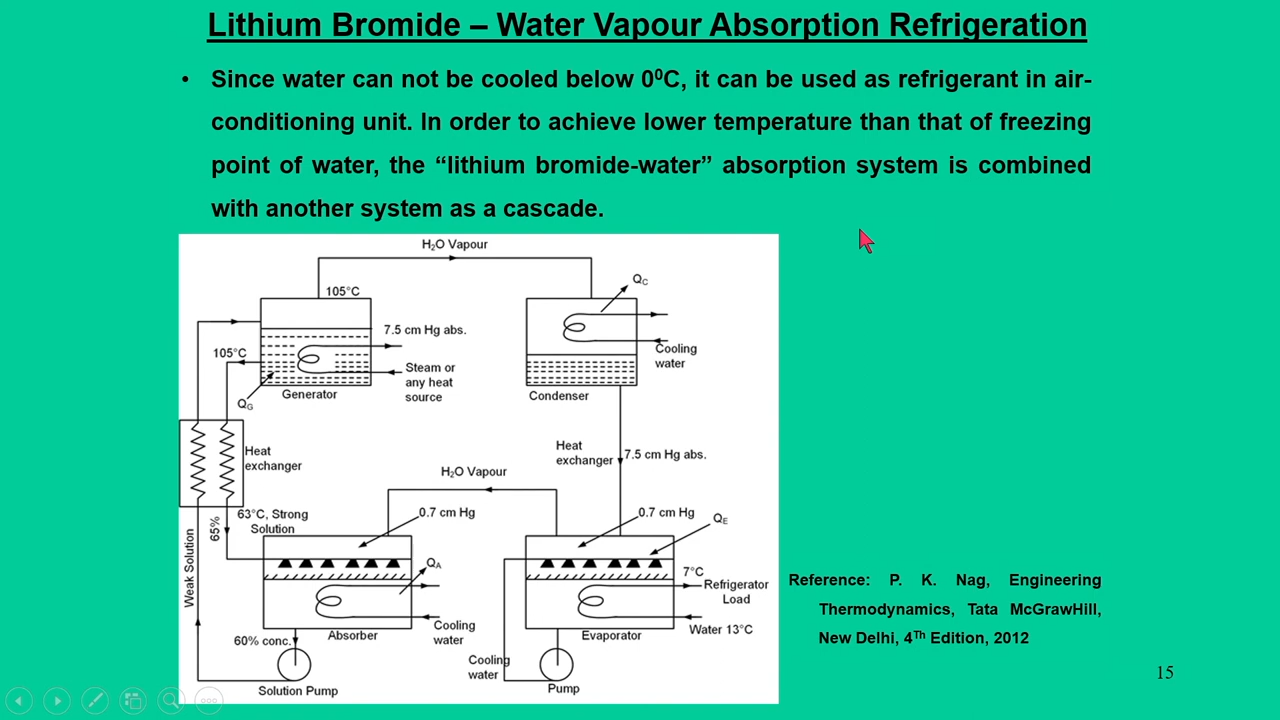 Lithium Bromide – Water Vapour Absorption Refrigeration
• Since water can not be cooled below 0⁰C, it can be used as refrigerant in air-
conditioning unit. In order to achieve lower temperature than that of freezing
point of water, the “lithium bromide-water” absorption system is combined
with another system as a cascade.
H₂O Vapour
105°C
Q_C
7.5 cm Hg abs.
105°C
Cooling
water
Steam or
any heat
source
Generator
Q_G
Condenser
Heat
exchanger
Heat
exchanger
7.5 cm Hg abs.
H₂O Vapour
63°C, Strong
Solution
65%
0.7 cm Hg
0.7 cm Hg
Q_E
Weak Solution
Q_A
7°C
Refrigerator
Load
Cooling
water
Water 13°C
60% conc.
Absorber
Evaporator
Cooling
water
Solution Pump
Pump
Reference: P. K. Nag, Engineering
Thermodynamics, Tata McGrawHill,
New Delhi, 4ᵀʰ Edition, 2012
15